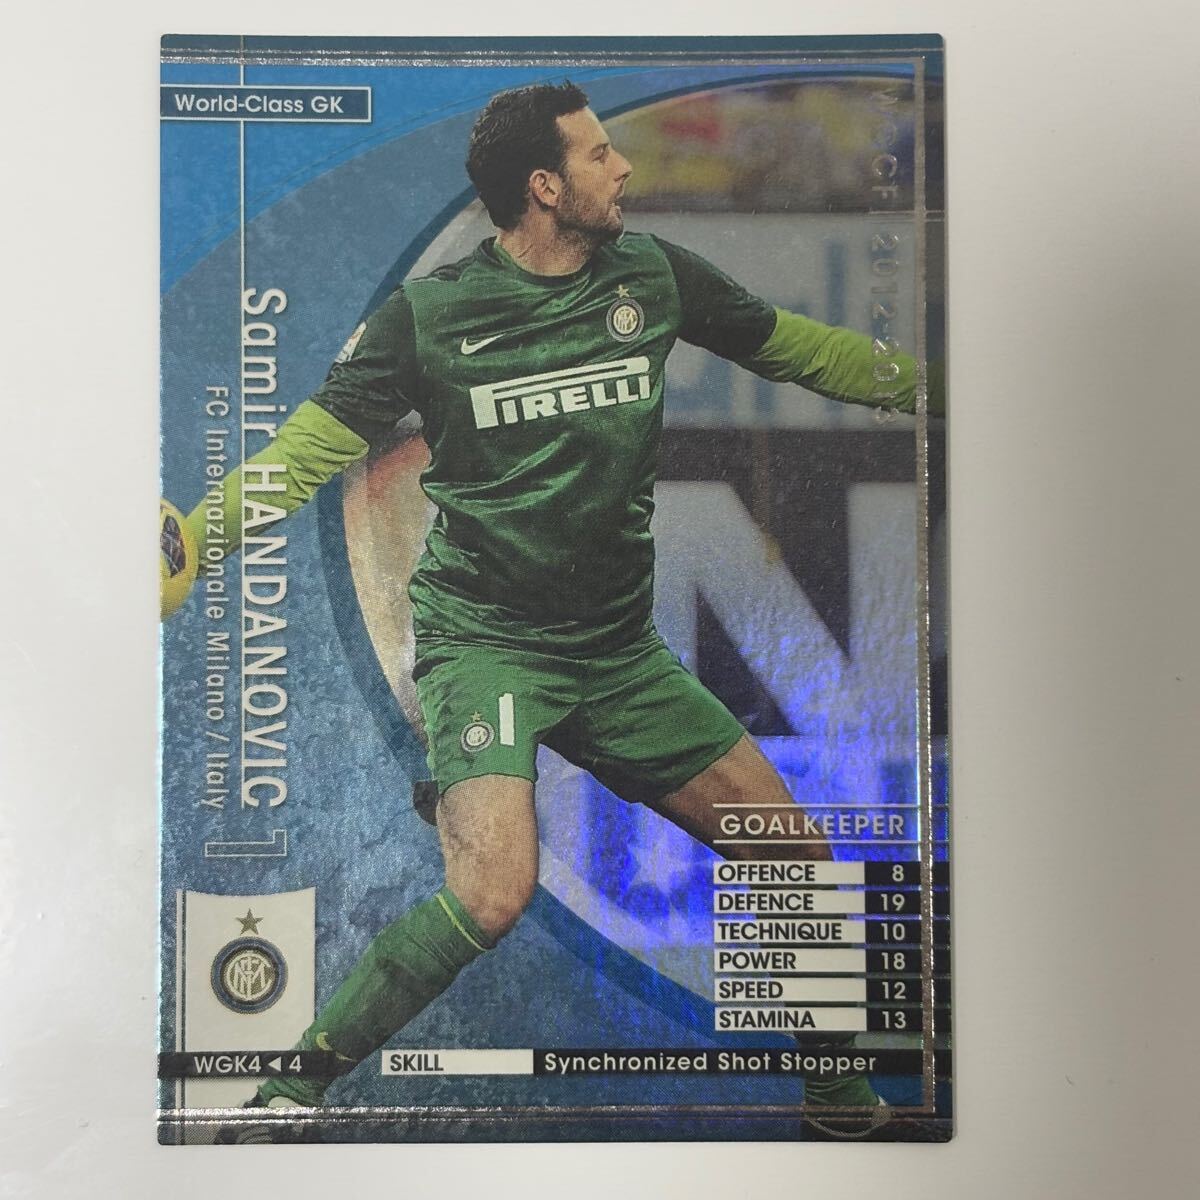 World-Class GK
WCCF 2012-2013
Samir HANDANOVIC 1
FC Internazionale Milano / Italy
PIRELLI
1
GOALKEEPER
OFFENCE 8
DEFENCE 19
TECHNIQUE 10
POWER 18
SPEED 12
STAMINA 13
WGK4◄4
SKILL Synchronized Shot Stopper